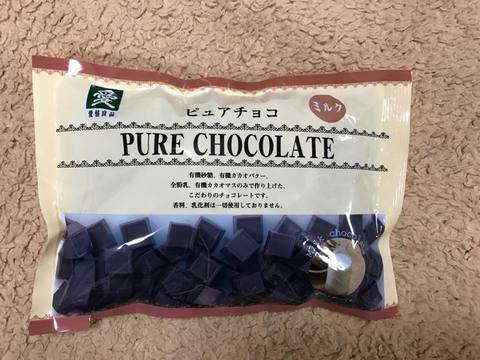 愛
ピュアチョコ
ミルク
PURE CHOCOLATE
有機砂糖、有機カカオバター、
全粉乳、有機カカオマスのみで作り上げた、
こだわりのチョコレートです。
香料、乳化剤は一切使用しておりません。